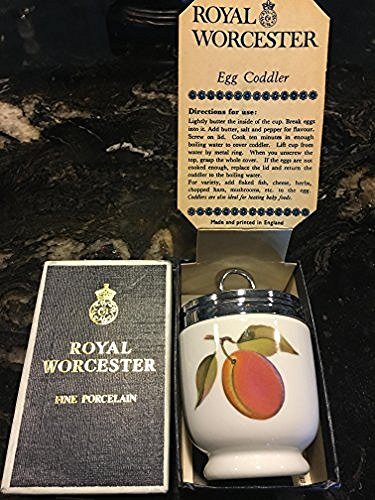 ROYAL
WORCESTER
Egg Coddler
Directions for use:
Lightly butter the inside of the cup. Break eggs
into it. Add butter, salt and pepper for flavour.
Screw on lid. Cook ten minutes in enough
boiling water to cover coddler. Lift cup from
water by metal ring. When you unscrew the
top, grasp the whole cover. If the eggs are not
cooked enough, replace the lid and return the
coddler to the boiling water.
For variety, add flaked fish, cheese, herbs,
chopped ham, mushrooms, etc. to the egg.
Coddlers are also ideal for heating baby foods.
Made and printed in England
ROYAL
WORCESTER
FINE PORCELAIN